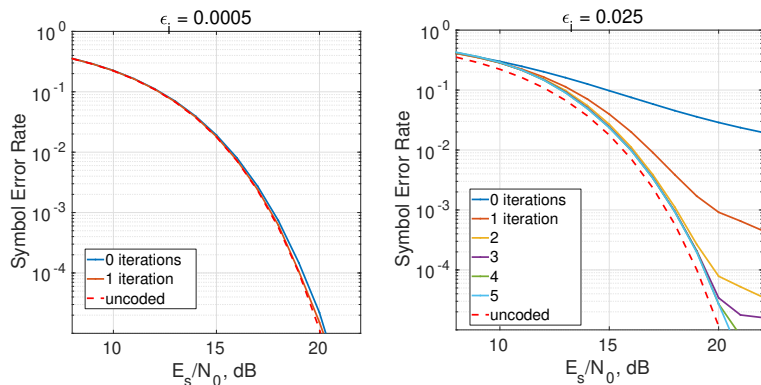 ϵ_i = 0.0005
Symbol Error Rate
10^0
10^-1
10^-2
10^-3
10^-4
0 iterations
1 iteration
uncoded
10 15 20
E_s/N_0, dB
ϵ_i = 0.025
Symbol Error Rate
10^0
10^-1
10^-2
10^-3
10^-4
0 iterations
1 iteration
2
3
4
5
uncoded
10 15 20
E_s/N_0, dB